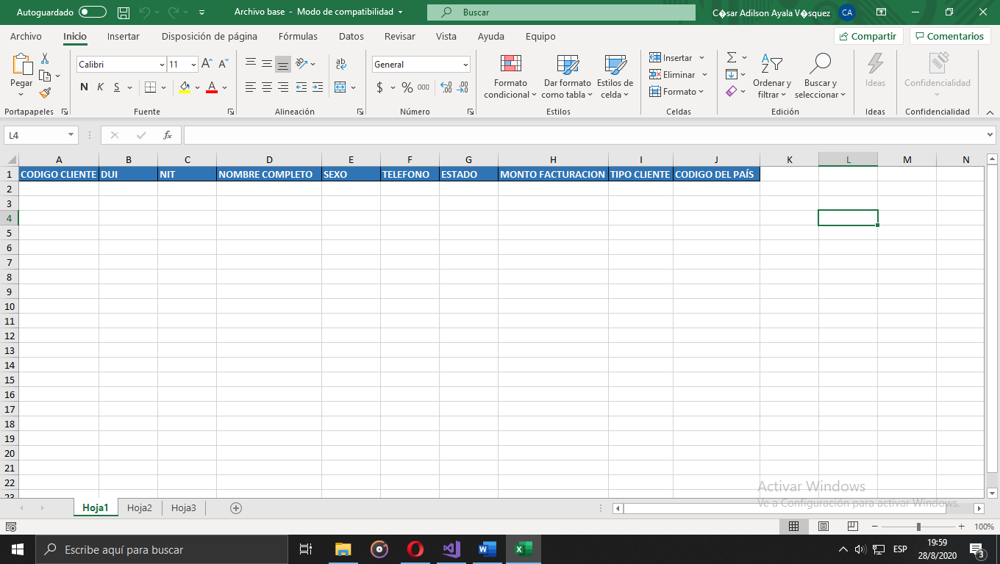 Autoguardado
Archivo base - Modo de compatibilidad
Buscar
C�sar Adilson Ayala V�squez
CA
Archivo Inicio Insertar Disposición de página Fórmulas Datos Revisar Vista Ayuda Equipo Compartir Comentarios
Pegar
Portapapeles
Calibri 11
N K S
Fuente
ab
Alineación
General
$ % 000
Número
Formato condicional
Dar formato como tabla
Estilos de celda
Estilos
Insertar
Eliminar
Formato
Celdas
Ordenar y filtrar
Buscar y seleccionar
Edición
Ideas
Ideas
Confidencialidad
Confidencialidad
L4
fx
A B C D E F G H I J K L M N
1 CODIGO CLIENTE DUI NIT NOMBRE COMPLETO SEXO TELEFONO ESTADO MONTO FACTURACION TIPO CLIENTE CODIGO DEL PAÍS
2
3
4
5
6
7
8
9
10
11
12
13
14
15
16
17
18
19
20
21
22
23
Activar Windows
Ve a Configuración para activar Windows.
Hoja1 Hoja2 Hoja3
100%
Escribe aquí para buscar
ESP
19:59
28/8/2020
3